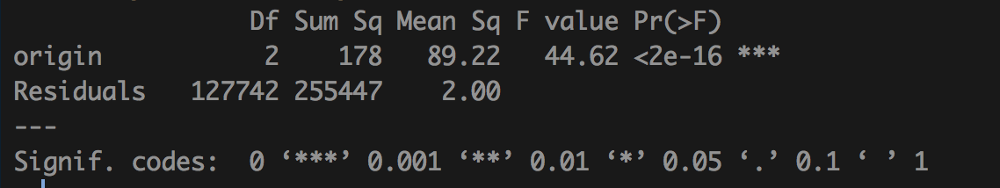 Df Sum Sq Mean Sq F value Pr(>F)
origin 2 178 89.22 44.62 <2e-16 ***
Residuals 127742 255447 2.00
---
Signif. codes: 0 ‘***’ 0.001 ‘**’ 0.01 ‘*’ 0.05 ‘.’ 0.1 ‘ ’ 1